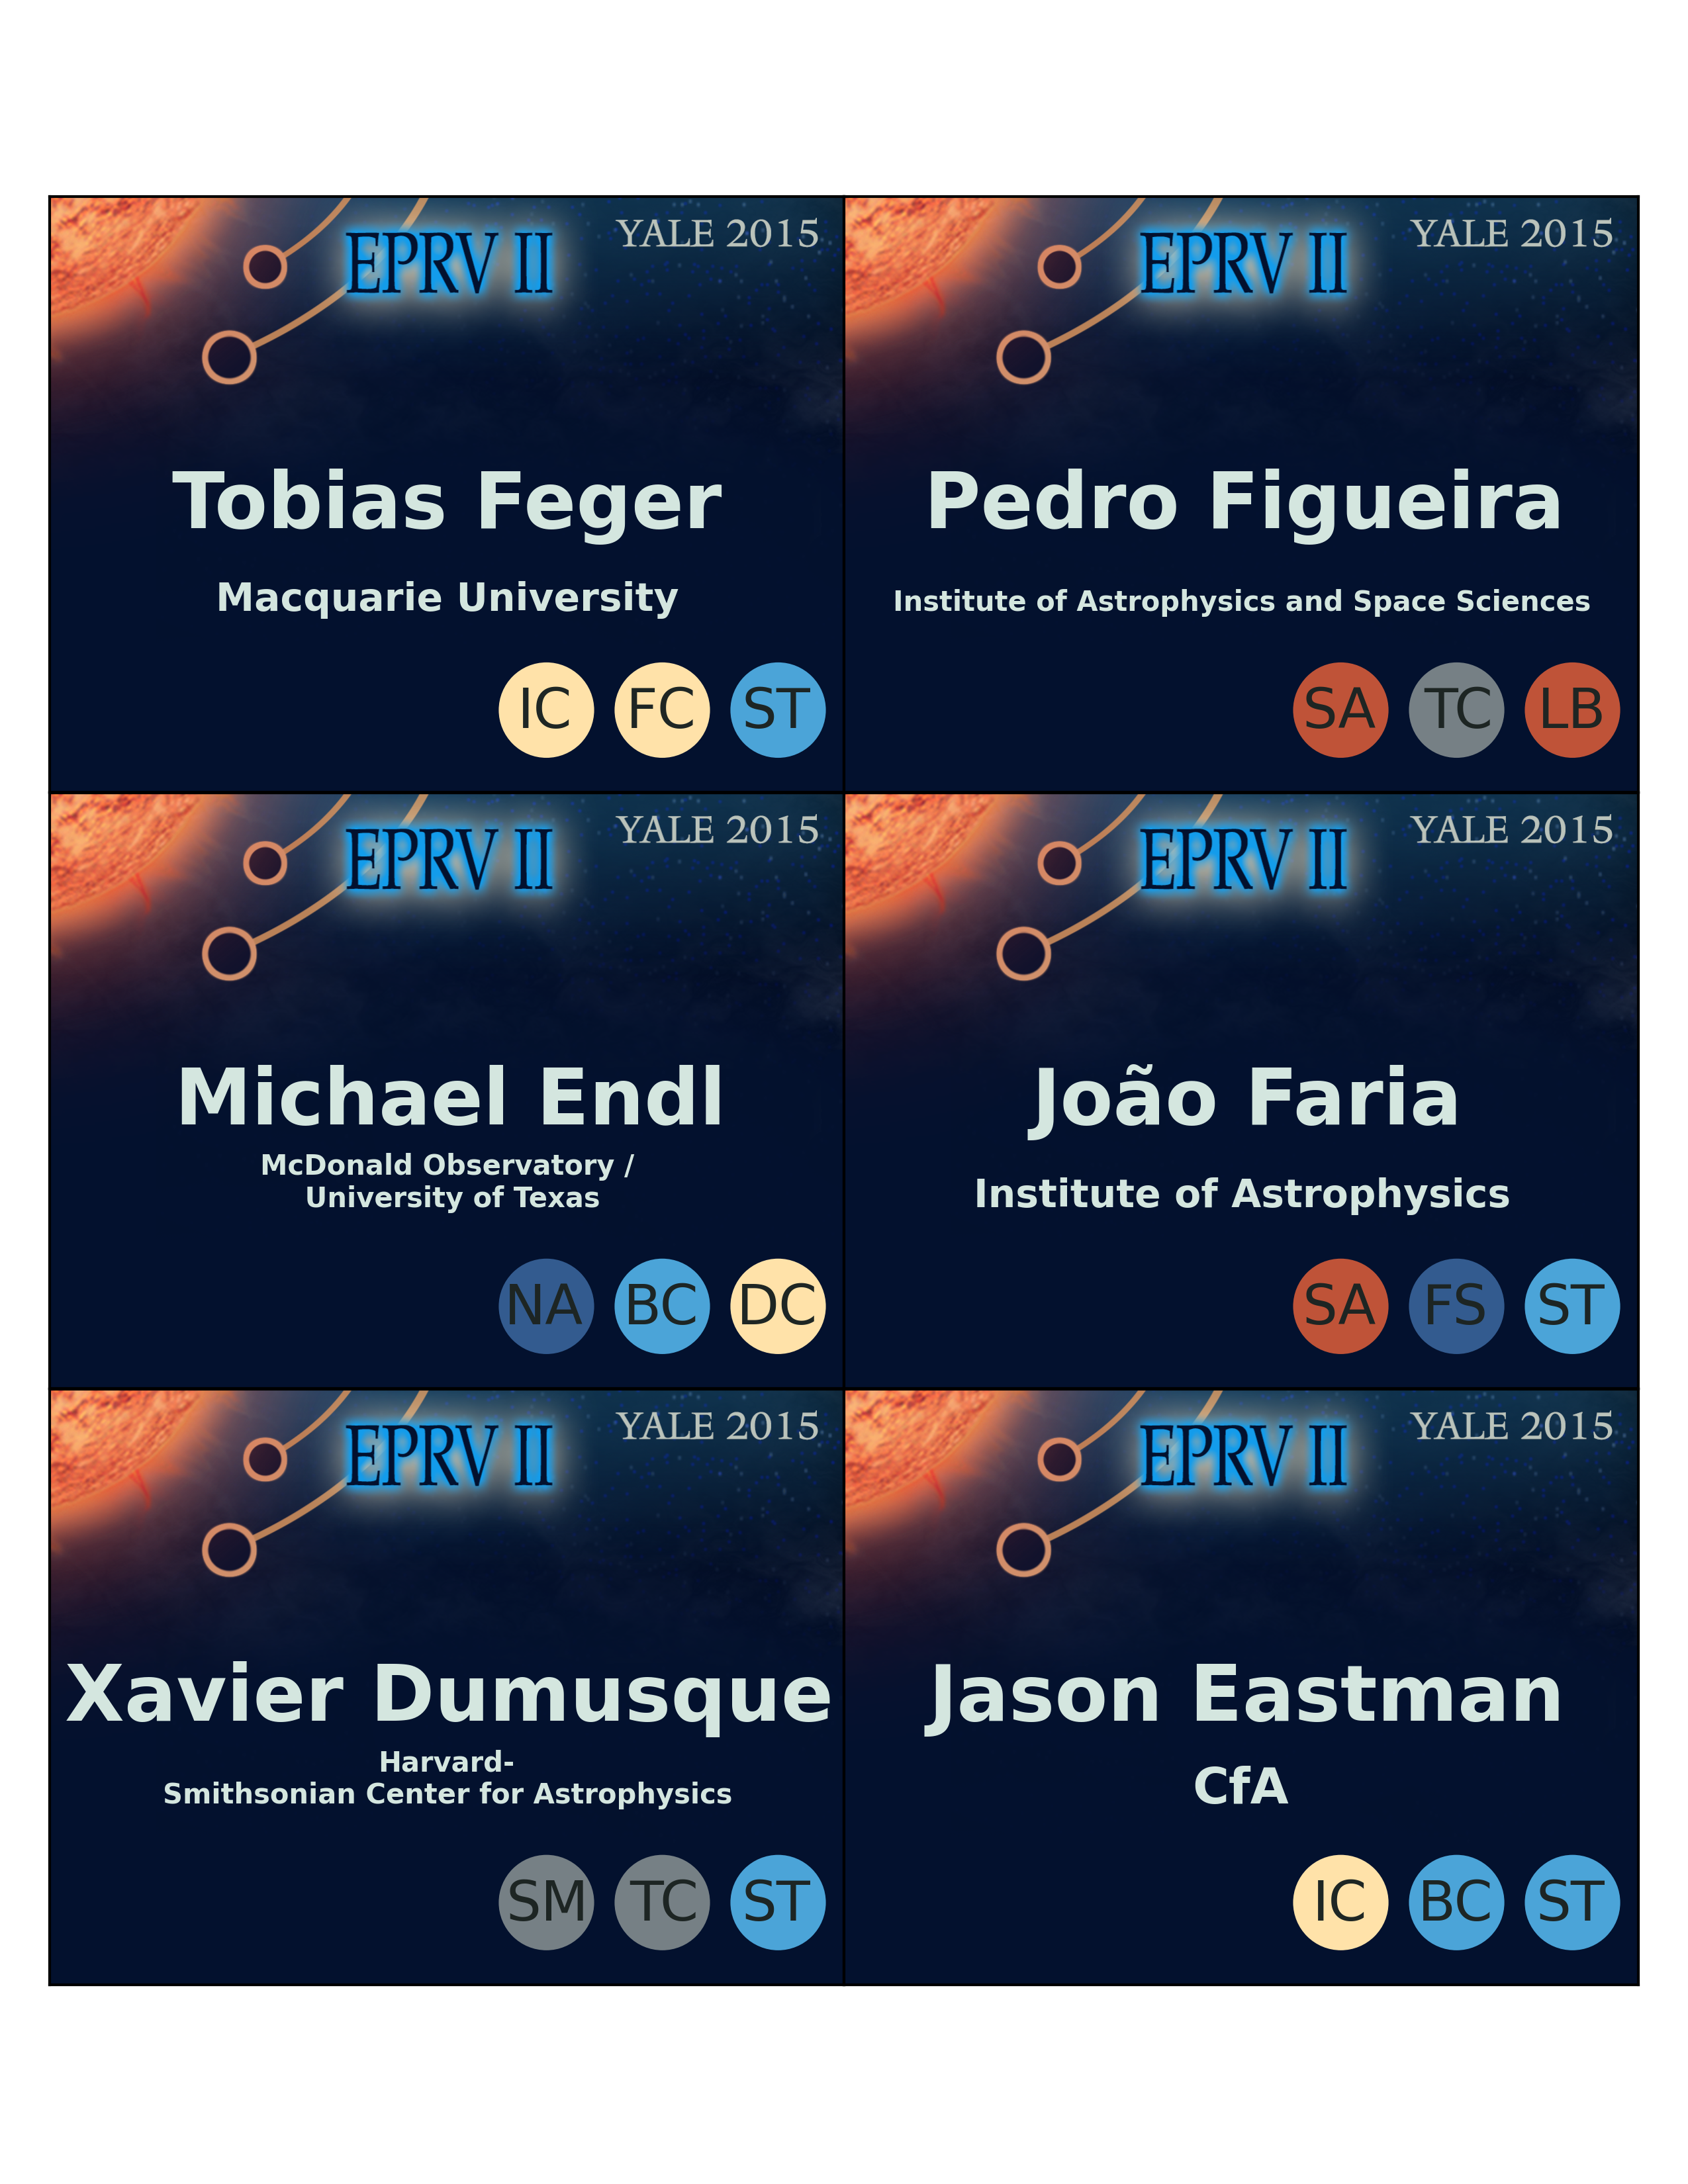 EPRV II
YALE 2015
Tobias Feger
Macquarie University
IC FC ST
EPRV II
YALE 2015
Pedro Figueira
Institute of Astrophysics and Space Sciences
SA TC LB
EPRV II
YALE 2015
Michael Endl
McDonald Observatory /
University of Texas
NA BC DC
EPRV II
YALE 2015
João Faria
Institute of Astrophysics
SA FS ST
EPRV II
YALE 2015
Xavier Dumusque
Harvard-
Smithsonian Center for Astrophysics
SM TC ST
EPRV II
YALE 2015
Jason Eastman
CfA
IC BC ST